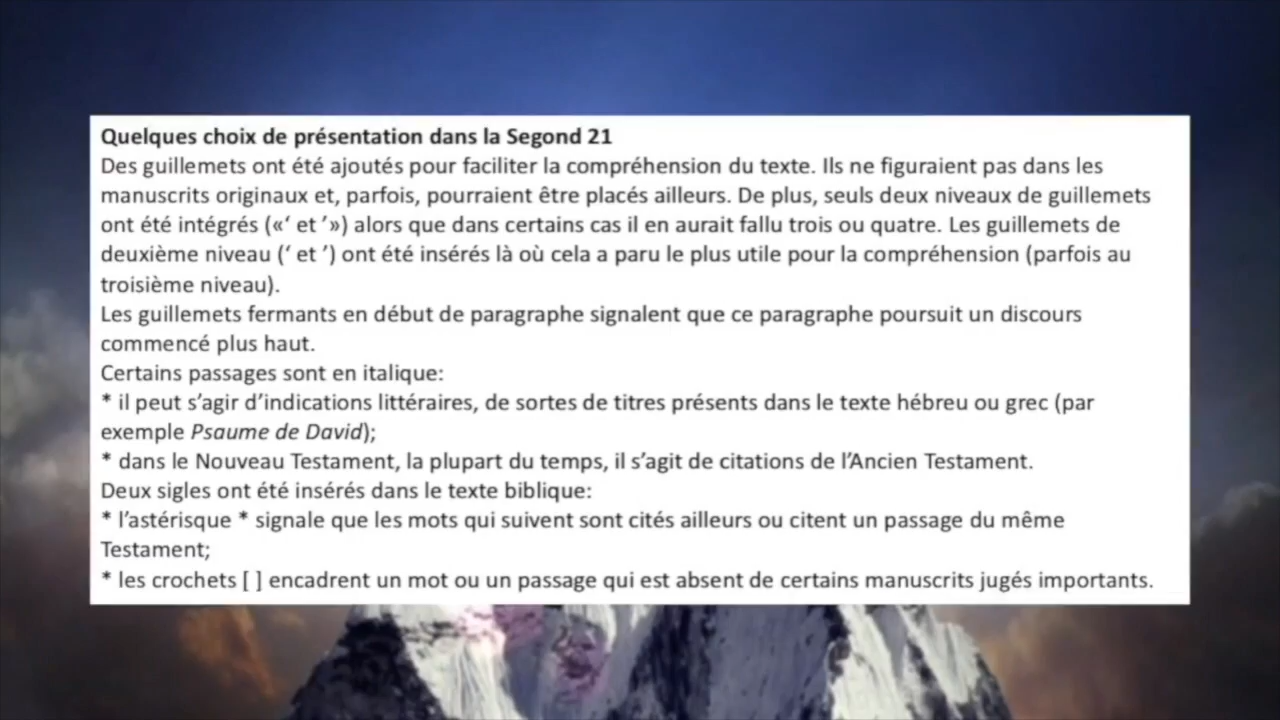 Quelques choix de présentation dans la Segond 21
Des guillemets ont été ajoutés pour faciliter la compréhension du texte. Ils ne figuraient pas dans les
manuscrits originaux et, parfois, pourraient être placés ailleurs. De plus, seuls deux niveaux de guillemets
ont été intégrés («‘ et ’») alors que dans certains cas il en aurait fallu trois ou quatre. Les guillemets de
deuxième niveau (‘ et ’) ont été insérés là où cela a paru le plus utile pour la compréhension (parfois au
troisième niveau).
Les guillemets fermants en début de paragraphe signalent que ce paragraphe poursuit un discours
commencé plus haut.
Certains passages sont en italique:
* il peut s’agir d’indications littéraires, de sortes de titres présents dans le texte hébreu ou grec (par
exemple Psaume de David);
* dans le Nouveau Testament, la plupart du temps, il s’agit de citations de l’Ancien Testament.
Deux sigles ont été insérés dans le texte biblique:
* l’astérisque * signale que les mots qui suivent sont cités ailleurs ou citent un passage du même
Testament;
* les crochets [ ] encadrent un mot ou un passage qui est absent de certains manuscrits jugés importants.